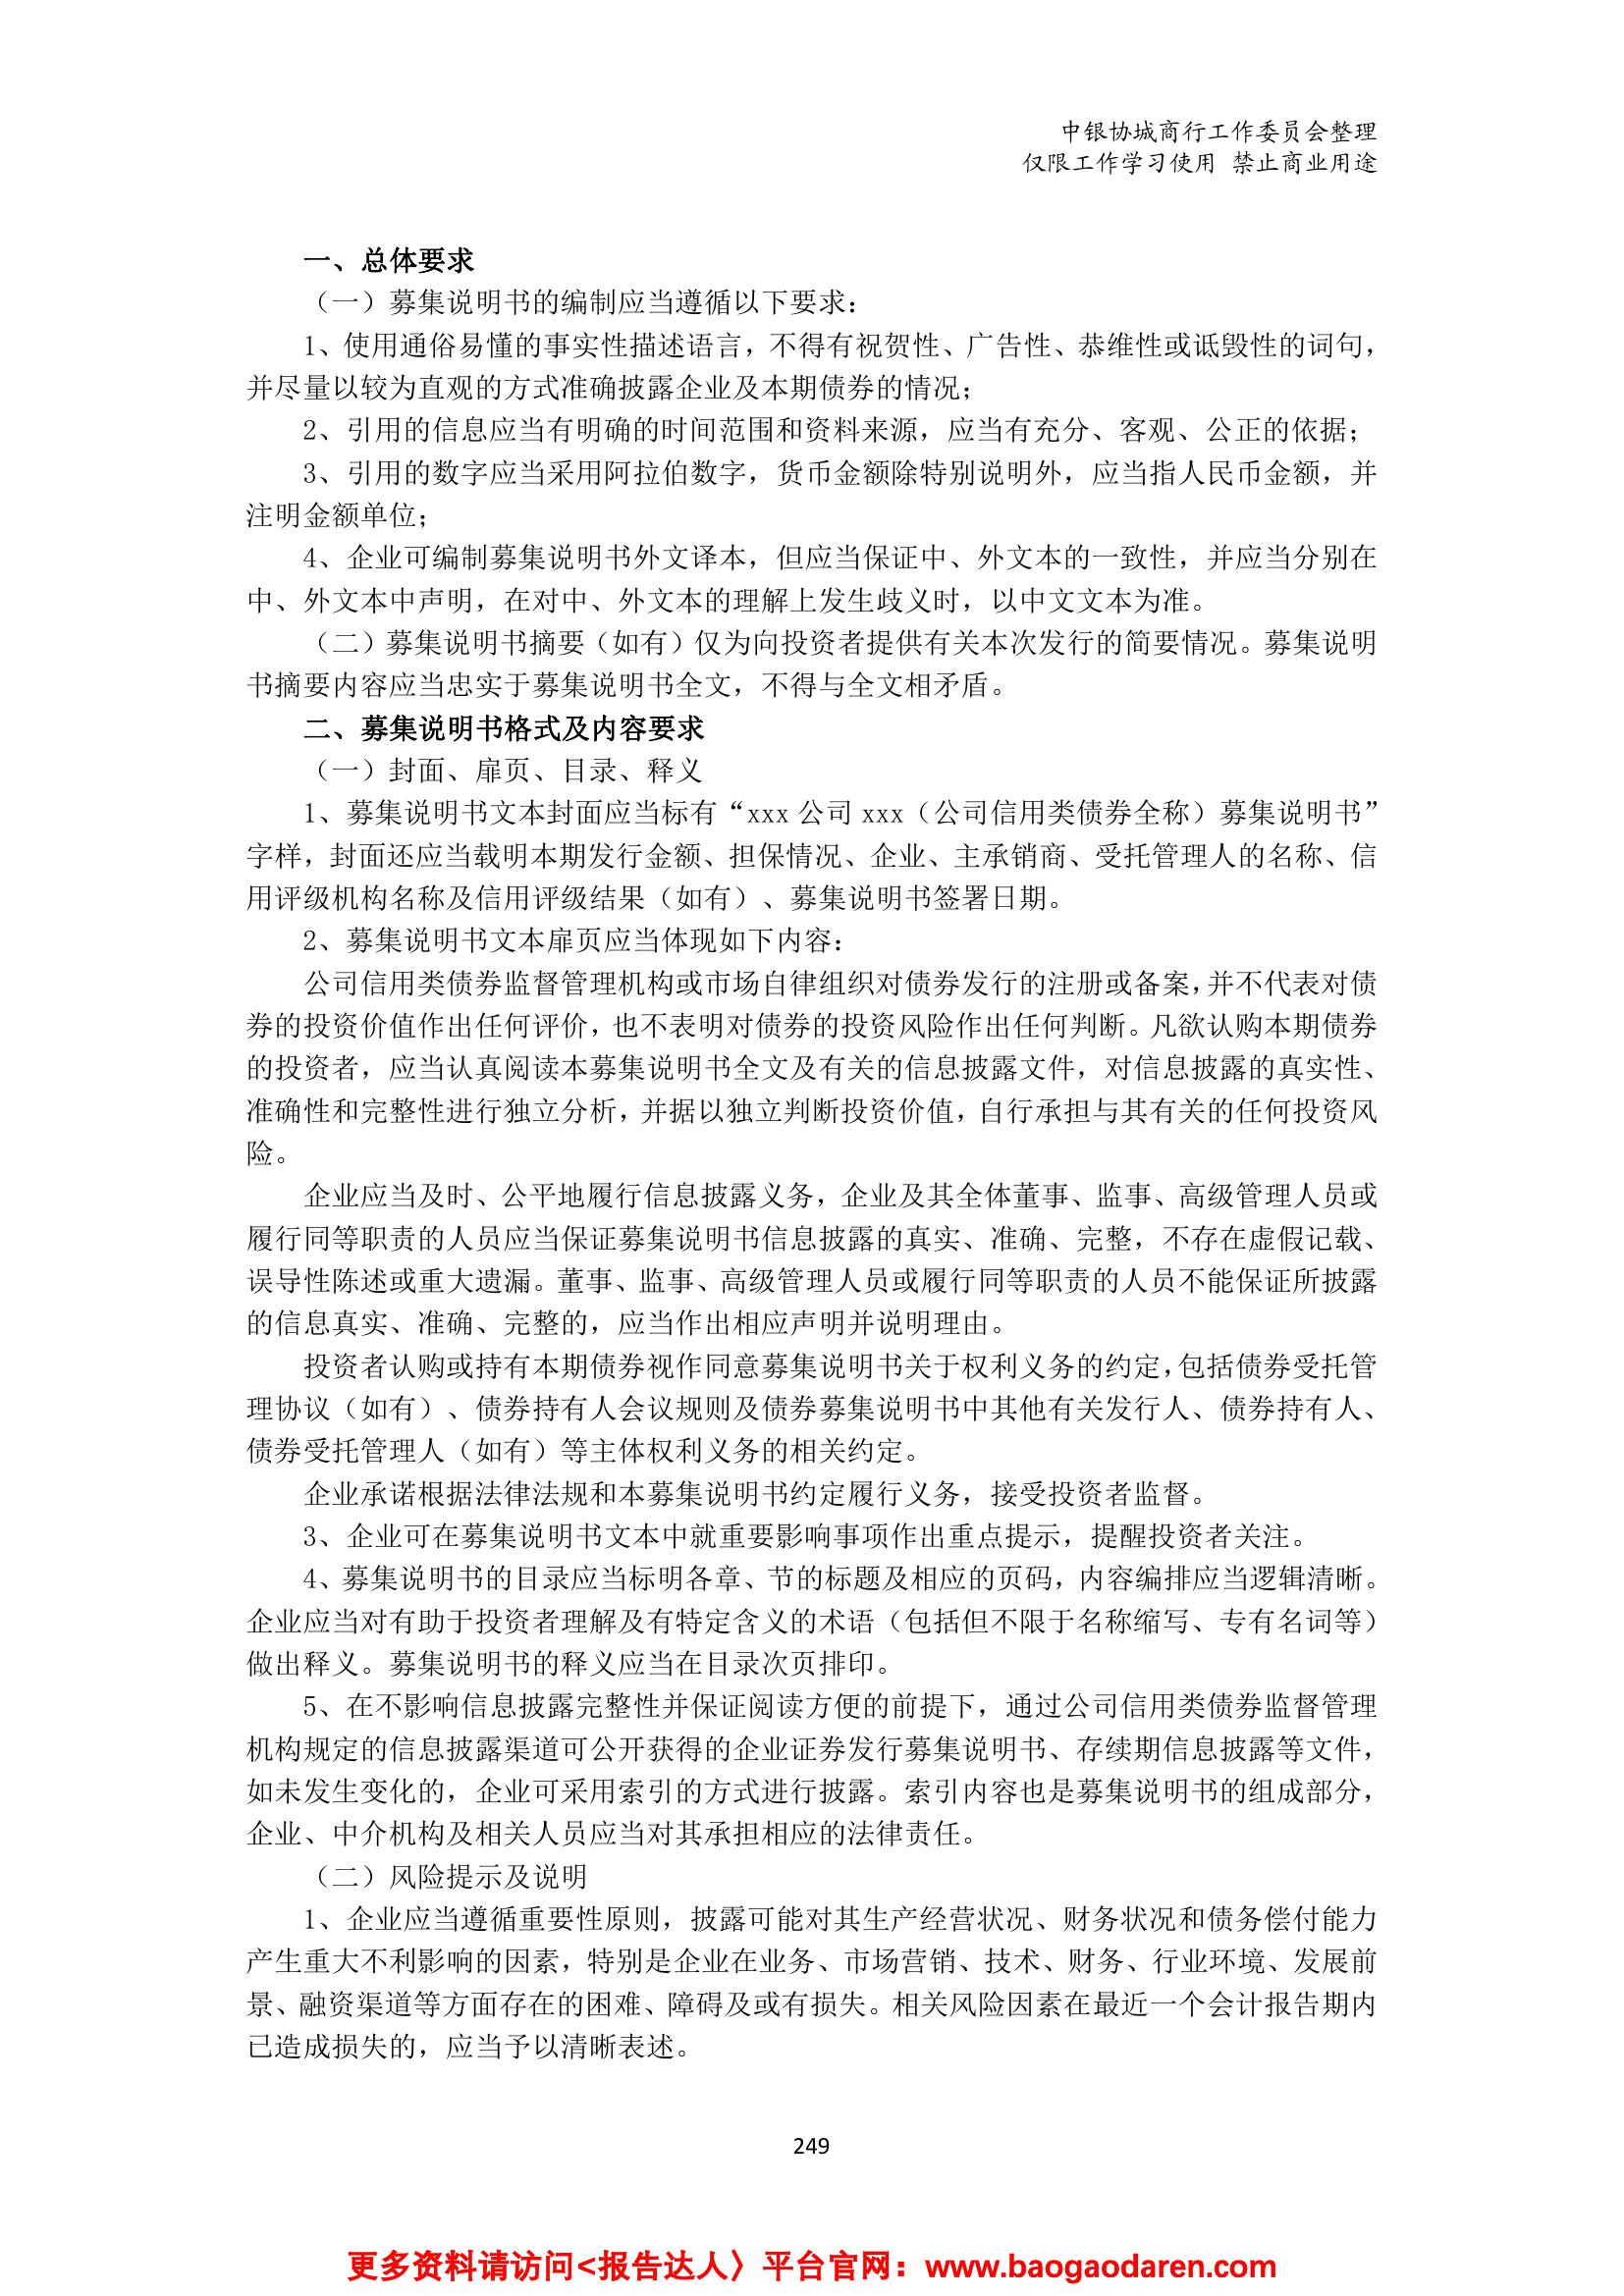 中银协城商行工作委员会整理
仅限工作学习使用 禁止商业用途
一、总体要求
（一）募集说明书的编制应当遵循以下要求：
1、使用通俗易懂的事实性描述语言，不得有祝贺性、广告性、恭维性或诋毁性的词句，
并尽量以较为直观的方式准确披露企业及本期债券的情况；
2、引用的信息应当有明确的时间范围和资料来源，应当有充分、客观、公正的依据；
3、引用的数字应当采用阿拉伯数字，货币金额除特别说明外，应当指人民币金额，并
注明金额单位；
4、企业可编制募集说明书外文译本，但应当保证中、外文本的一致性，并应当分别在
中、外文本中声明，在对中、外文本的理解上发生歧义时，以中文文本为准。
（二）募集说明书摘要（如有）仅为向投资者提供有关本次发行的简要情况。募集说明
书摘要内容应当忠实于募集说明书全文，不得与全文相矛盾。
二、募集说明书格式及内容要求
（一）封面、扉页、目录、释义
1、募集说明书文本封面应当标有“xxx 公司 xxx（公司信用类债券全称）募集说明书”
字样，封面还应当载明本期发行金额、担保情况、企业、主承销商、受托管理人的名称、信
用评级机构名称及信用评级结果（如有）、募集说明书签署日期。
2、募集说明书文本扉页应当体现如下内容：
公司信用类债券监督管理机构或市场自律组织对债券发行的注册或备案，并不代表对债
券的投资价值作出任何评价，也不表明对债券的投资风险作出任何判断。凡欲认购本期债券
的投资者，应当认真阅读本募集说明书全文及有关的信息披露文件，对信息披露的真实性、
准确性和完整性进行独立分析，并据以独立判断投资价值，自行承担与其有关的任何投资风
险。
企业应当及时、公平地履行信息披露义务，企业及其全体董事、监事、高级管理人员或
履行同等职责的人员应当保证募集说明书信息披露的真实、准确、完整，不存在虚假记载、
误导性陈述或重大遗漏。董事、监事、高级管理人员或履行同等职责的人员不能保证所披露
的信息真实、准确、完整的，应当作出相应声明并说明理由。
投资者认购或持有本期债券视作同意募集说明书关于权利义务的约定，包括债券受托管
理协议（如有）、债券持有人会议规则及债券募集说明书中其他有关发行人、债券持有人、
债券受托管理人（如有）等主体权利义务的相关约定。
企业承诺根据法律法规和本募集说明书约定履行义务，接受投资者监督。
3、企业可在募集说明书文本中就重要影响事项作出重点提示，提醒投资者关注。
4、募集说明书的目录应当标明各章、节的标题及相应的页码，内容编排应当逻辑清晰。
企业应当对有助于投资者理解及有特定含义的术语（包括但不限于名称缩写、专有名词等）
做出释义。募集说明书的释义应当在目录次页排印。
5、在不影响信息披露完整性并保证阅读方便的前提下，通过公司信用类债券监督管理
机构规定的信息披露渠道可公开获得的企业证券发行募集说明书、存续期信息披露等文件，
如未发生变化的，企业可采用索引的方式进行披露。索引内容也是募集说明书的组成部分，
企业、中介机构及相关人员应当对其承担相应的法律责任。
（二）风险提示及说明
1、企业应当遵循重要性原则，披露可能对其生产经营状况、财务状况和债务偿付能力
产生重大不利影响的因素，特别是企业在业务、市场营销、技术、财务、行业环境、发展前
景、融资渠道等方面存在的困难、障碍及或有损失。相关风险因素在最近一个会计报告期内
已造成损失的，应当予以清晰表述。
249
更多资料请访问<报告达人〉平台官网：www.baogaodaren.com